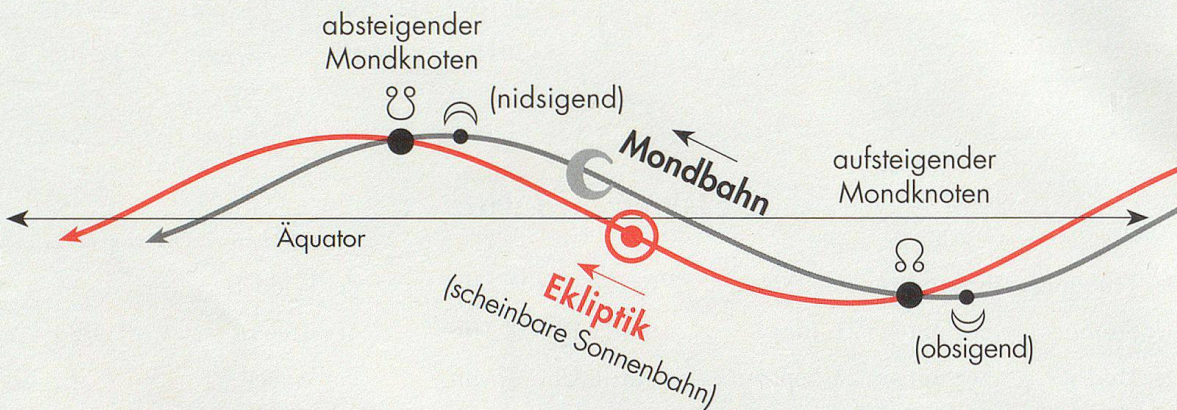 absteigender
Mondknoten
☋
(nidsigend)
Mondbahn
aufsteigender
Mondknoten
Äquator
☊
Ekliptik
(scheinbare Sonnenbahn)
(obsigend)